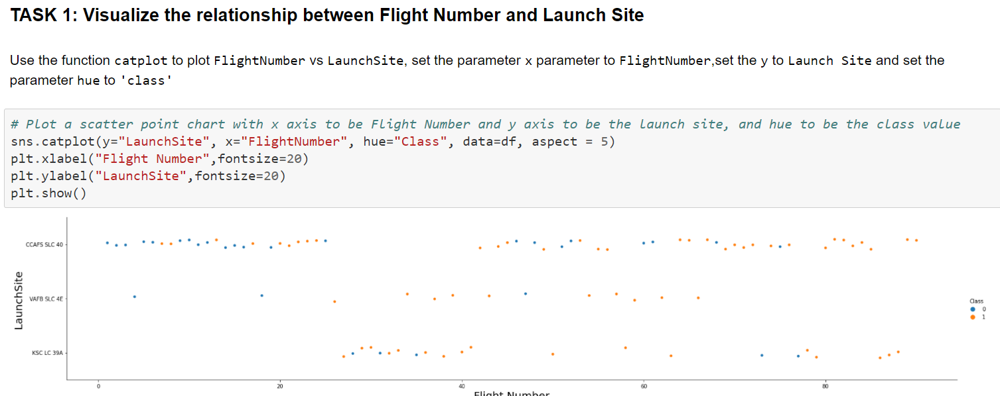 TASK 1: Visualize the relationship between Flight Number and Launch Site
Use the function catplot to plot FlightNumber vs LaunchSite, set the parameter x parameter to FlightNumber,set the y to Launch Site and set the
parameter hue to 'class'
# Plot a scatter point chart with x axis to be Flight Number and y axis to be the launch site, and hue to be the class value
sns.catplot(y="LaunchSite", x="FlightNumber", hue="Class", data=df, aspect = 5)
plt.xlabel("Flight Number",fontsize=20)
plt.ylabel("LaunchSite",fontsize=20)
plt.show()
CCAFS SLC 40
VAFB SLC 4E
KSC LC 39A
LaunchSite
Class
0
1
0 20 40 60 80
Flight Number